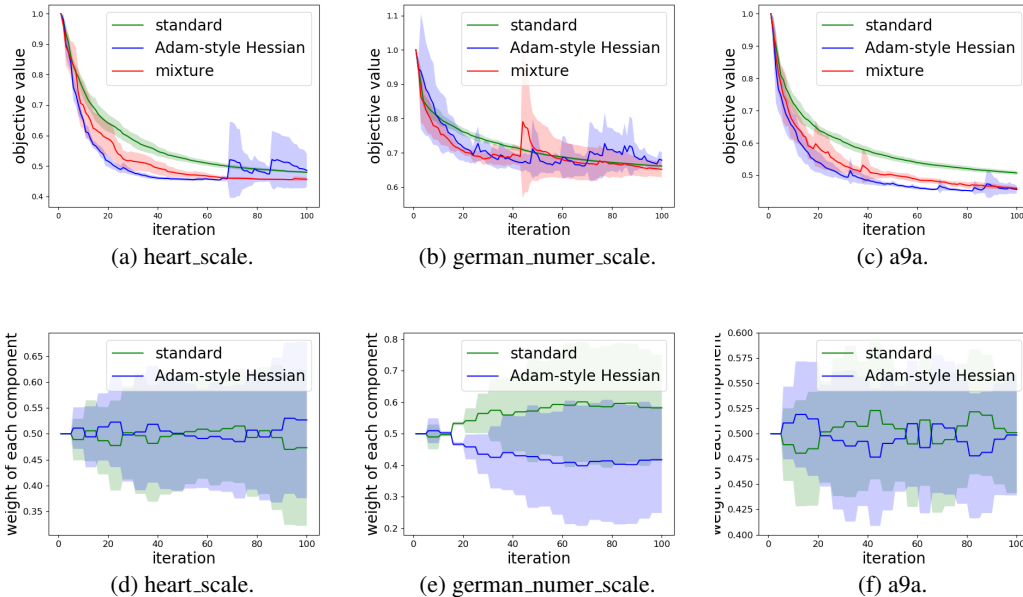 standard
Adam-style Hessian
mixture
objective value
1.0
0.9
0.8
0.7
0.6
0.5
0.4
0 20 40 60 80 100
iteration
(a) heart_scale.
standard
Adam-style Hessian
mixture
objective value
1.1
1.0
0.9
0.8
0.7
0.6
0 20 40 60 80 100
iteration
(b) german_numer_scale.
standard
Adam-style Hessian
mixture
objective value
1.0
0.9
0.8
0.7
0.6
0.5
0 20 40 60 80 100
iteration
(c) a9a.
standard
Adam-style Hessian
weight of each component
0.65
0.60
0.55
0.50
0.45
0.40
0.35
0 20 40 60 80 100
iteration
(d) heart_scale.
standard
Adam-style Hessian
weight of each component
0.8
0.7
0.6
0.5
0.4
0.3
0.2
0 20 40 60 80 100
iteration
(e) german_numer_scale.
standard
Adam-style Hessian
weight of each component
0.600
0.575
0.550
0.525
0.500
0.475
0.450
0.425
0.400
0 20 40 60 80 100
iteration
(f) a9a.